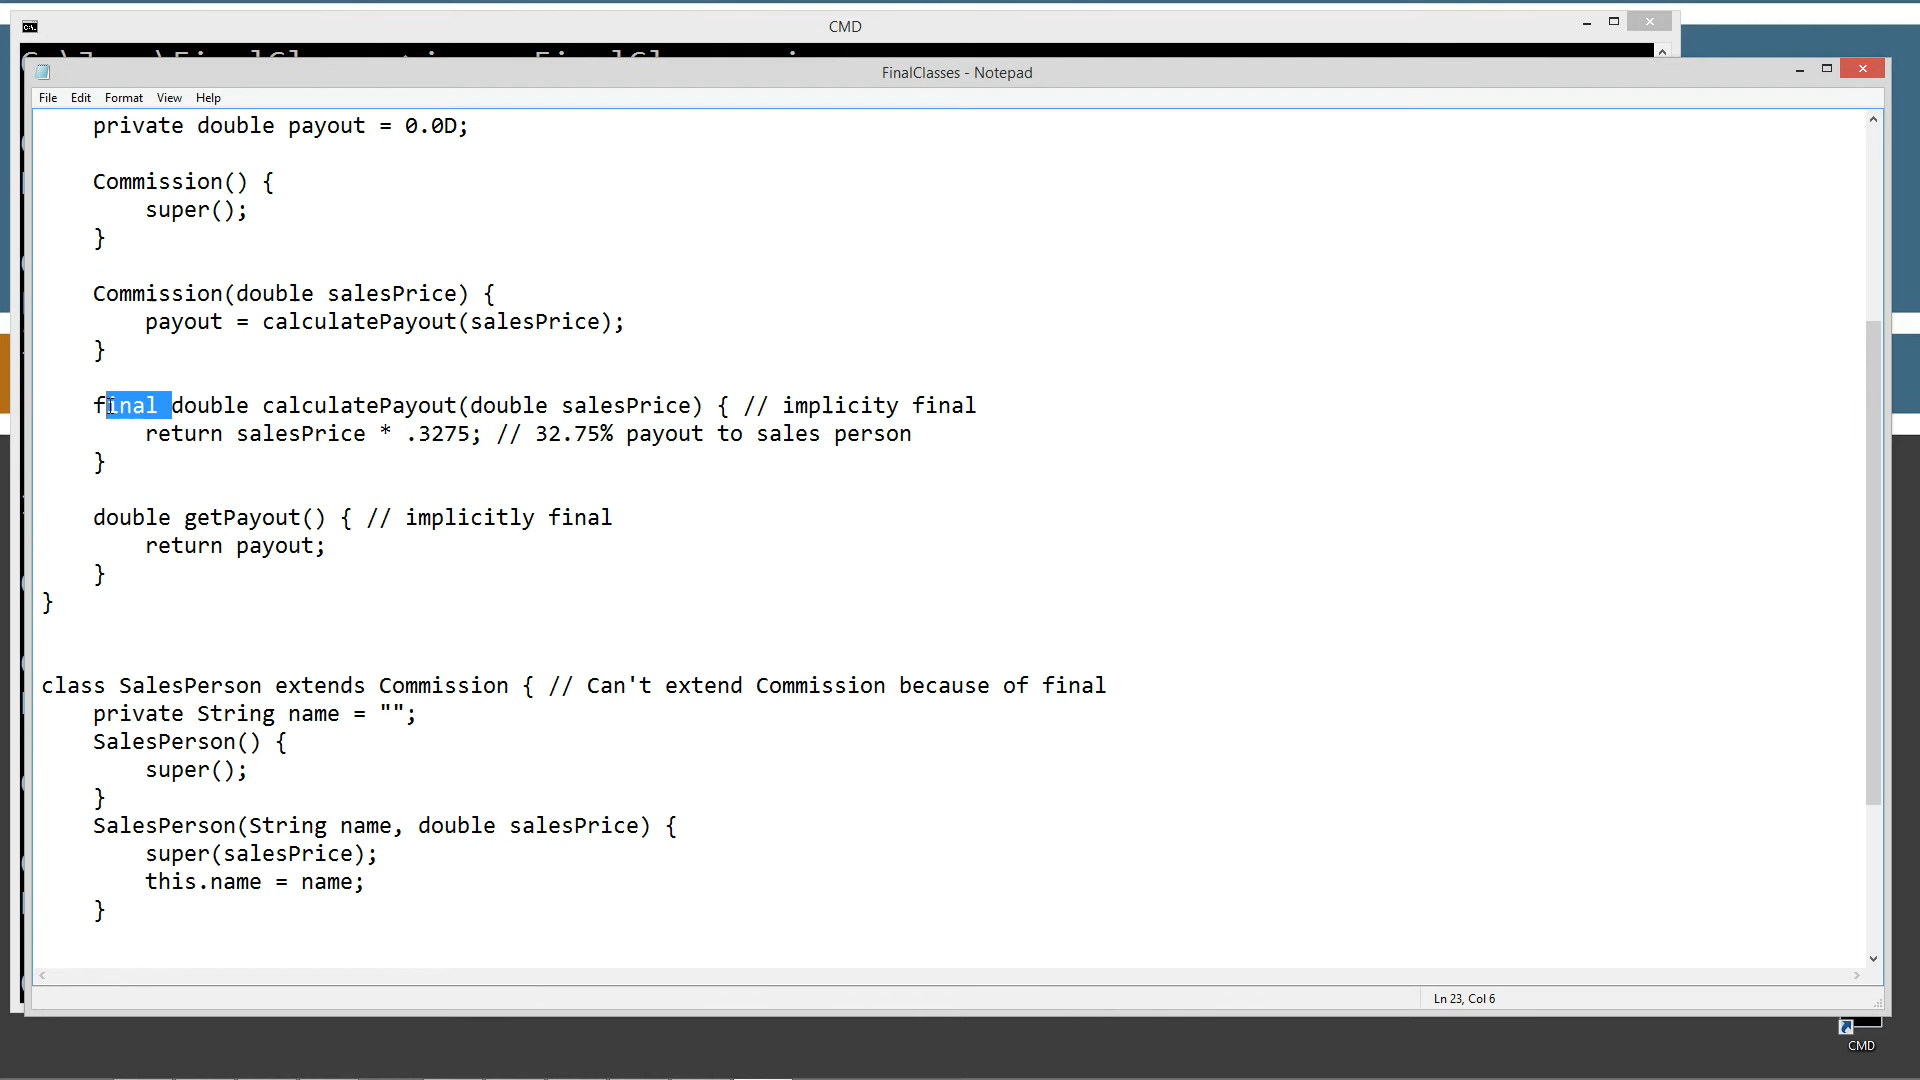 CMD
FinalClasses - Notepad
File Edit Format View Help
private double payout = 0.0D;
Commission() {
super();
}
Commission(double salesPrice) {
payout = calculatePayout(salesPrice);
}
final double calculatePayout(double salesPrice) { // implicity final
return salesPrice * .3275; // 32.75% payout to sales person
}
double getPayout() { // implicitly final
return payout;
}
}
class SalesPerson extends Commission { // Can't extend Commission because of final
private String name = "";
SalesPerson() {
super();
}
SalesPerson(String name, double salesPrice) {
super(salesPrice);
this.name = name;
}
Ln 23, Col 6
CMD